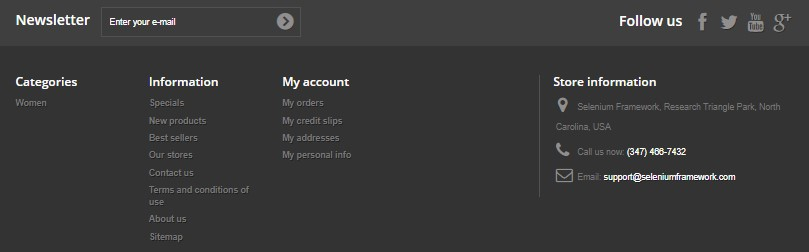 Newsletter
Enter your e-mail
Follow us
You Tube
g+
Categories
Women
Information
Specials
New products
Best sellers
Our stores
Contact us
Terms and conditions of
use
About us
Sitemap
My account
My orders
My credit slips
My addresses
My personal info
Store information
Selenium Framework, Research Triangle Park, North
Carolina, USA
Call us now: (347) 466-7432
Email: support@seleniumframework.com